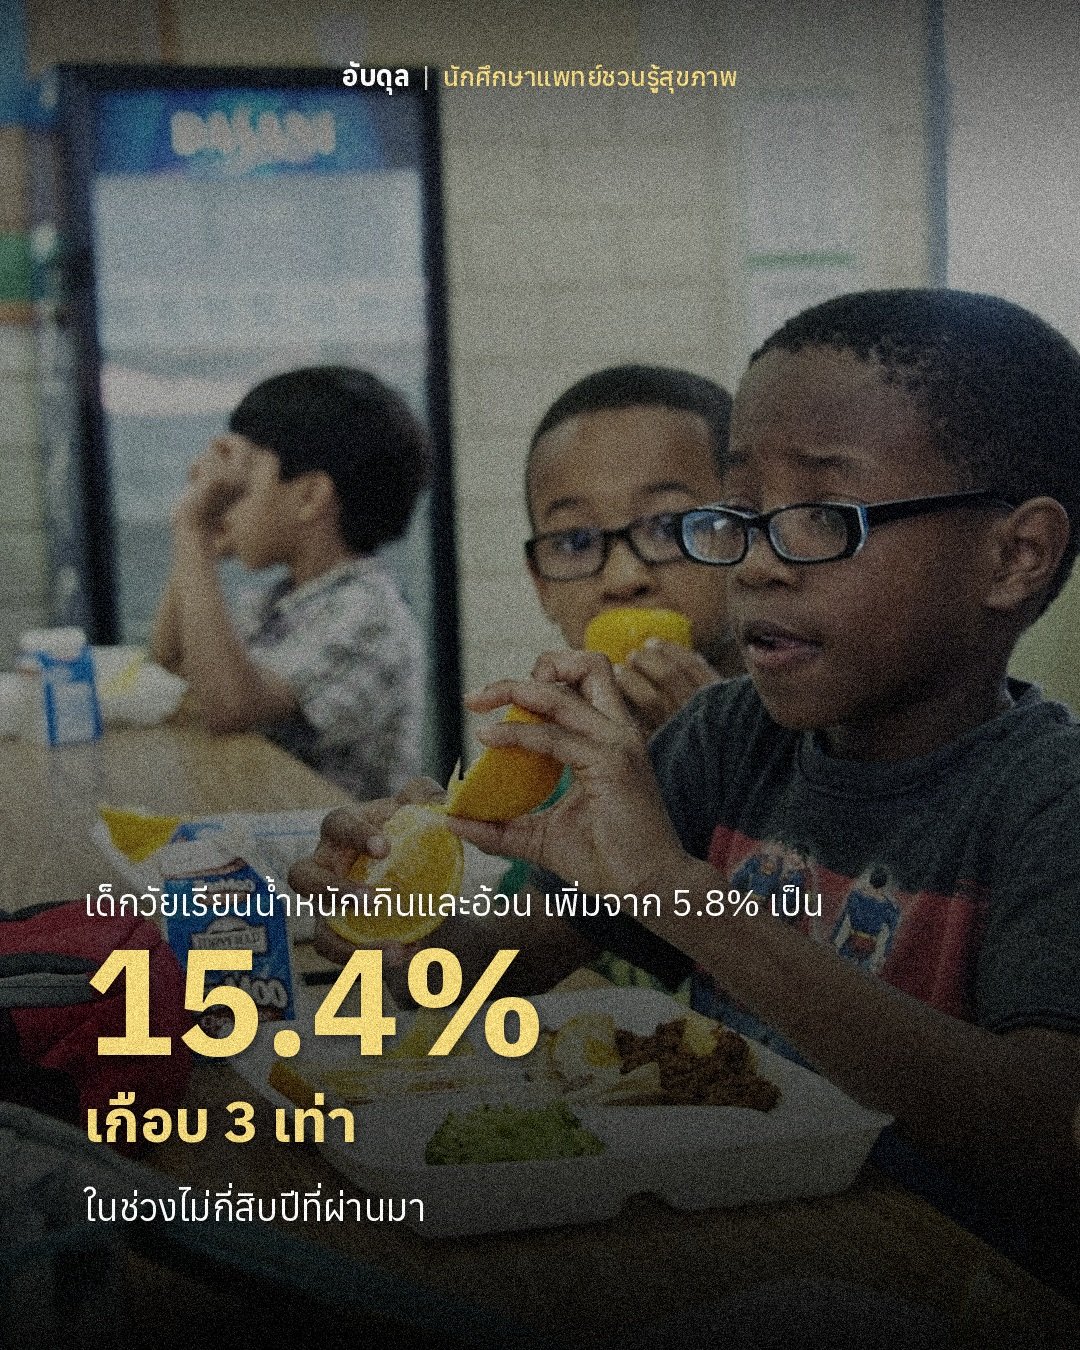 อับดุล | นักศึกษาแพทย์ชวนรู้สุขภาพ
DASANI
เด็กวัยเรียนน้ำหนักเกินและอ้วน เพิ่มจาก 5.8% เป็น
15.4%
เกือบ 3 เท่า
ในช่วงไม่กี่สิบปีที่ผ่านมา